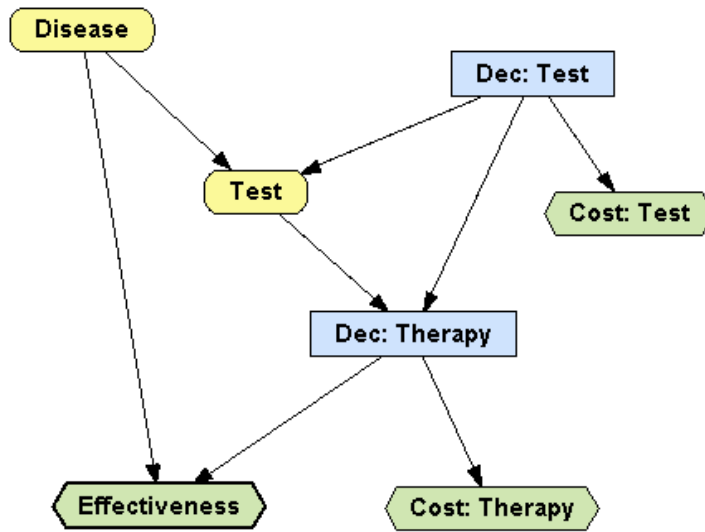 Disease
Dec: Test
Test
Cost: Test
Dec: Therapy
Effectiveness
Cost: Therapy